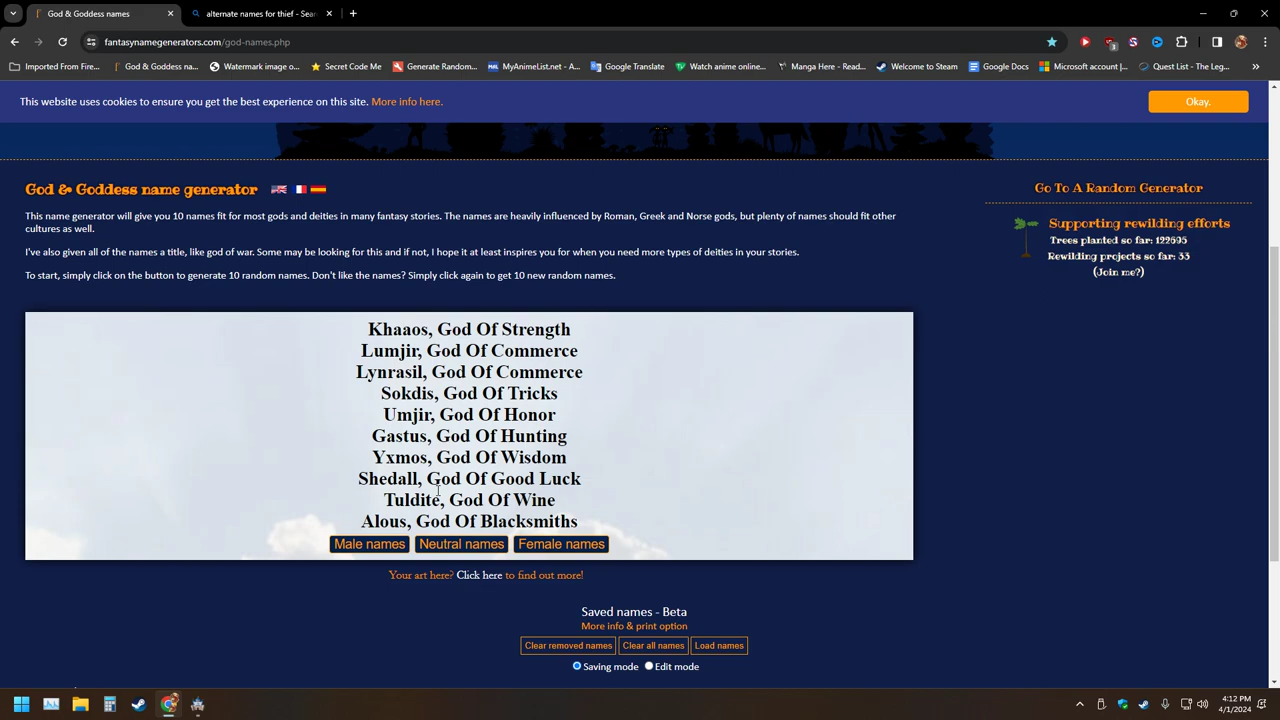 God & Goddess names
alternate names for thief - Sear
fantasynamegenerators.com/god-names.php
Imported From Fire...
God & Goddess na...
Watermark image o...
Secret Code Me
Generate Random...
MyAnimeList.net - A...
Google Translate
Watch anime online...
Manga Here - Read...
Welcome to Steam
Google Docs
Microsoft account |...
Quest List - The Leg...
This website uses cookies to ensure you get the best experience on this site. More info here.
Okay.
God & Goddess name generator
This name generator will give you 10 names fit for most gods and deities in many fantasy stories. The names are heavily influenced by Roman, Greek and Norse gods, but plenty of names should fit other
cultures as well.
I've also given all of the names a title, like god of war. Some may be looking for this and if not, I hope it at least inspires you for when you need more types of deities in your stories.
To start, simply click on the button to generate 10 random names. Don't like the names? Simply click again to get 10 new random names.
Go To A Random Generator
Supporting rewilding efforts
Trees planted so far: 122695
Rewilding projects so far: 33
(Join me?)
Khaaos, God Of Strength
Lumjir, God Of Commerce
Lynrasil, God Of Commerce
Sokdis, God Of Tricks
Umjir, God Of Honor
Gastus, God Of Hunting
Yxmos, God Of Wisdom
Shedall, God Of Good Luck
Tuldite, God Of Wine
Alous, God Of Blacksmiths
Male names
Neutral names
Female names
Your art here? Click here to find out more!
Saved names - Beta
More info & print option
Clear removed names
Clear all names
Load names
Saving mode
Edit mode
4:12 PM
4/1/2024